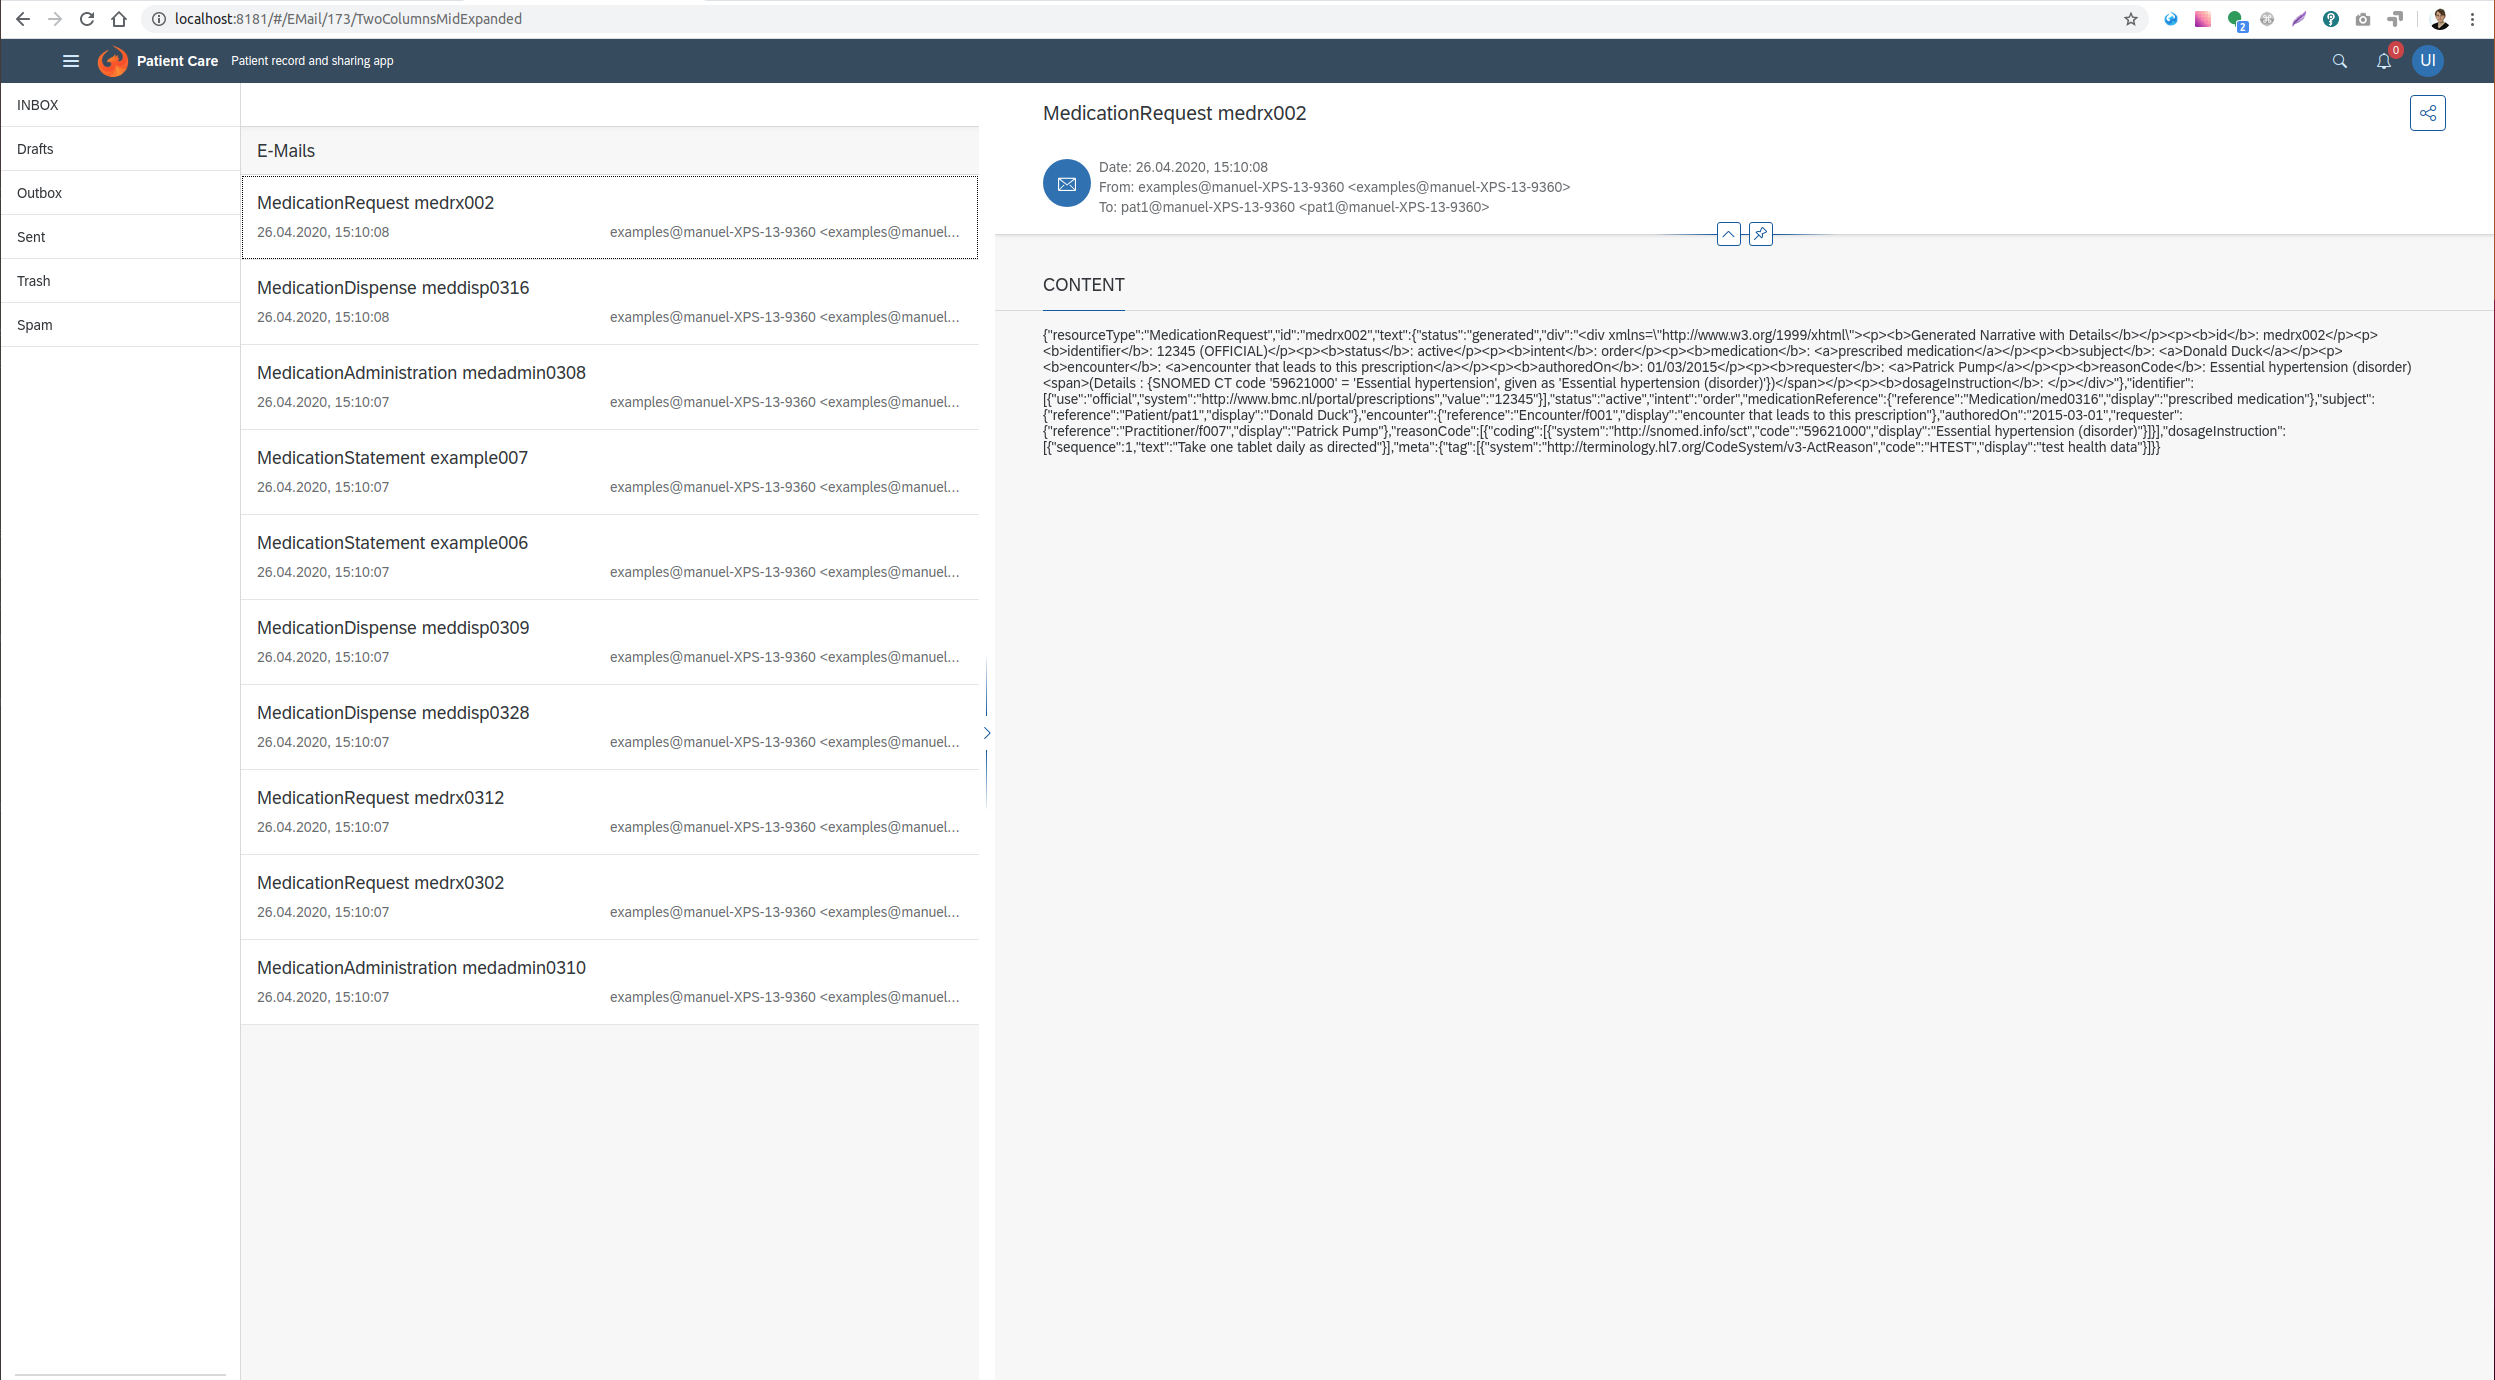 localhost:8181/#/EMail/173/TwoColumnsMidExpanded
2
Patient Care Patient record and sharing app
0
UI
INBOX
Drafts
Outbox
Sent
Trash
Spam
E-Mails
MedicationRequest medrx002
26.04.2020, 15:10:08 examples@manuel-XPS-13-9360 <examples@manuel...
MedicationDispense meddisp0316
26.04.2020, 15:10:08 examples@manuel-XPS-13-9360 <examples@manuel...
MedicationAdministration medadmin0308
26.04.2020, 15:10:07 examples@manuel-XPS-13-9360 <examples@manuel...
MedicationStatement example007
26.04.2020, 15:10:07 examples@manuel-XPS-13-9360 <examples@manuel...
MedicationStatement example006
26.04.2020, 15:10:07 examples@manuel-XPS-13-9360 <examples@manuel...
MedicationDispense meddisp0309
26.04.2020, 15:10:07 examples@manuel-XPS-13-9360 <examples@manuel...
MedicationDispense meddisp0328
26.04.2020, 15:10:07 examples@manuel-XPS-13-9360 <examples@manuel...
MedicationRequest medrx0312
26.04.2020, 15:10:07 examples@manuel-XPS-13-9360 <examples@manuel...
MedicationRequest medrx0302
26.04.2020, 15:10:07 examples@manuel-XPS-13-9360 <examples@manuel...
MedicationAdministration medadmin0310
26.04.2020, 15:10:07 examples@manuel-XPS-13-9360 <examples@manuel...
MedicationRequest medrx002
Date: 26.04.2020, 15:10:08
From: examples@manuel-XPS-13-9360 <examples@manuel-XPS-13-9360>
To: pat1@manuel-XPS-13-9360 <pat1@manuel-XPS-13-9360>
CONTENT
{"resourceType":"MedicationRequest","id":"medrx002","text":{"status":"generated","div":"<div xmlns=\"http://www.w3.org/1999/xhtml\"><p><b>Generated Narrative with Details</b></p><p><b>id</b>: medrx002</p><p>
<b>identifier</b>: 12345 (OFFICIAL)</p><p><b>status</b>: active</p><p><b>intent</b>: order</p><p><b>medication</b>: <a>prescribed medication</a></p><p><b>subject</b>: <a>Donald Duck</a></p><p>
<b>encounter</b>: <a>encounter that leads to this prescription</a></p><p><b>authoredOn</b>: 01/03/2015</p><p><b>requester</b>: <a>Patrick Pump</a></p><p><b>reasonCode</b>: Essential hypertension (disorder)
<span>(Details : {SNOMED CT code '59621000' = 'Essential hypertension', given as 'Essential hypertension (disorder)'})</span></p><p><b>dosageInstruction</b>: </p></div>"},"identifier":
[{"use":"official","system":"http://www.bmc.nl/portal/prescriptions","value":"12345"}],"status":"active","intent":"order","medicationReference":{"reference":"Medication/med0316","display":"prescribed medication"},"subject":
{"reference":"Patient/pat1","display":"Donald Duck"},"encounter":{"reference":"Encounter/f001","display":"encounter that leads to this prescription"},"authoredOn":"2015-03-01","requester":
{"reference":"Practitioner/f007","display":"Patrick Pump"},"reasonCode":[{"coding":[{"system":"http://snomed.info/sct","code":"59621000","display":"Essential hypertension (disorder)"}]}],"dosageInstruction":
[{"sequence":1,"text":"Take one tablet daily as directed"}],"meta":{"tag":[{"system":"http://terminology.hl7.org/CodeSystem/v3-ActReason","code":"HTEST","display":"test health data"}]}}